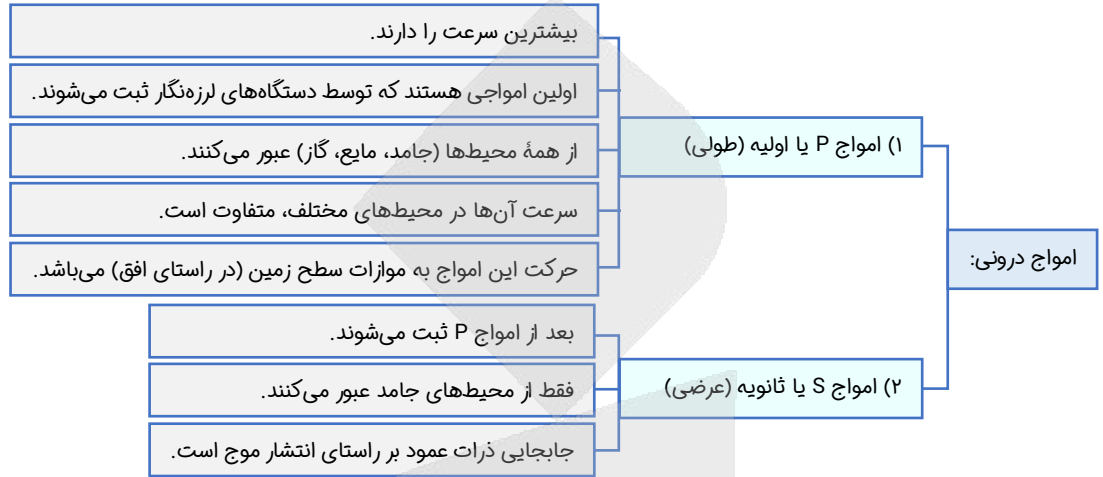 امواج درونی:
۱) امواج P یا اولیه (طولی)
بیشترین سرعت را دارند.
اولین امواجی هستند که توسط دستگاه‌های لرزه‌نگار ثبت می‌شوند.
از همۀ محیط‌ها (جامد، مایع، گاز) عبور می‌کنند.
سرعت آن‌ها در محیط‌های مختلف، متفاوت است.
حرکت این امواج به موازات سطح زمین (در راستای افق) می‌باشد.
۲) امواج S یا ثانویه (عرضی)
بعد از امواج P ثبت می‌شوند.
فقط از محیط‌های جامد عبور می‌کنند.
جابجایی ذرات عمود بر راستای انتشار موج است.